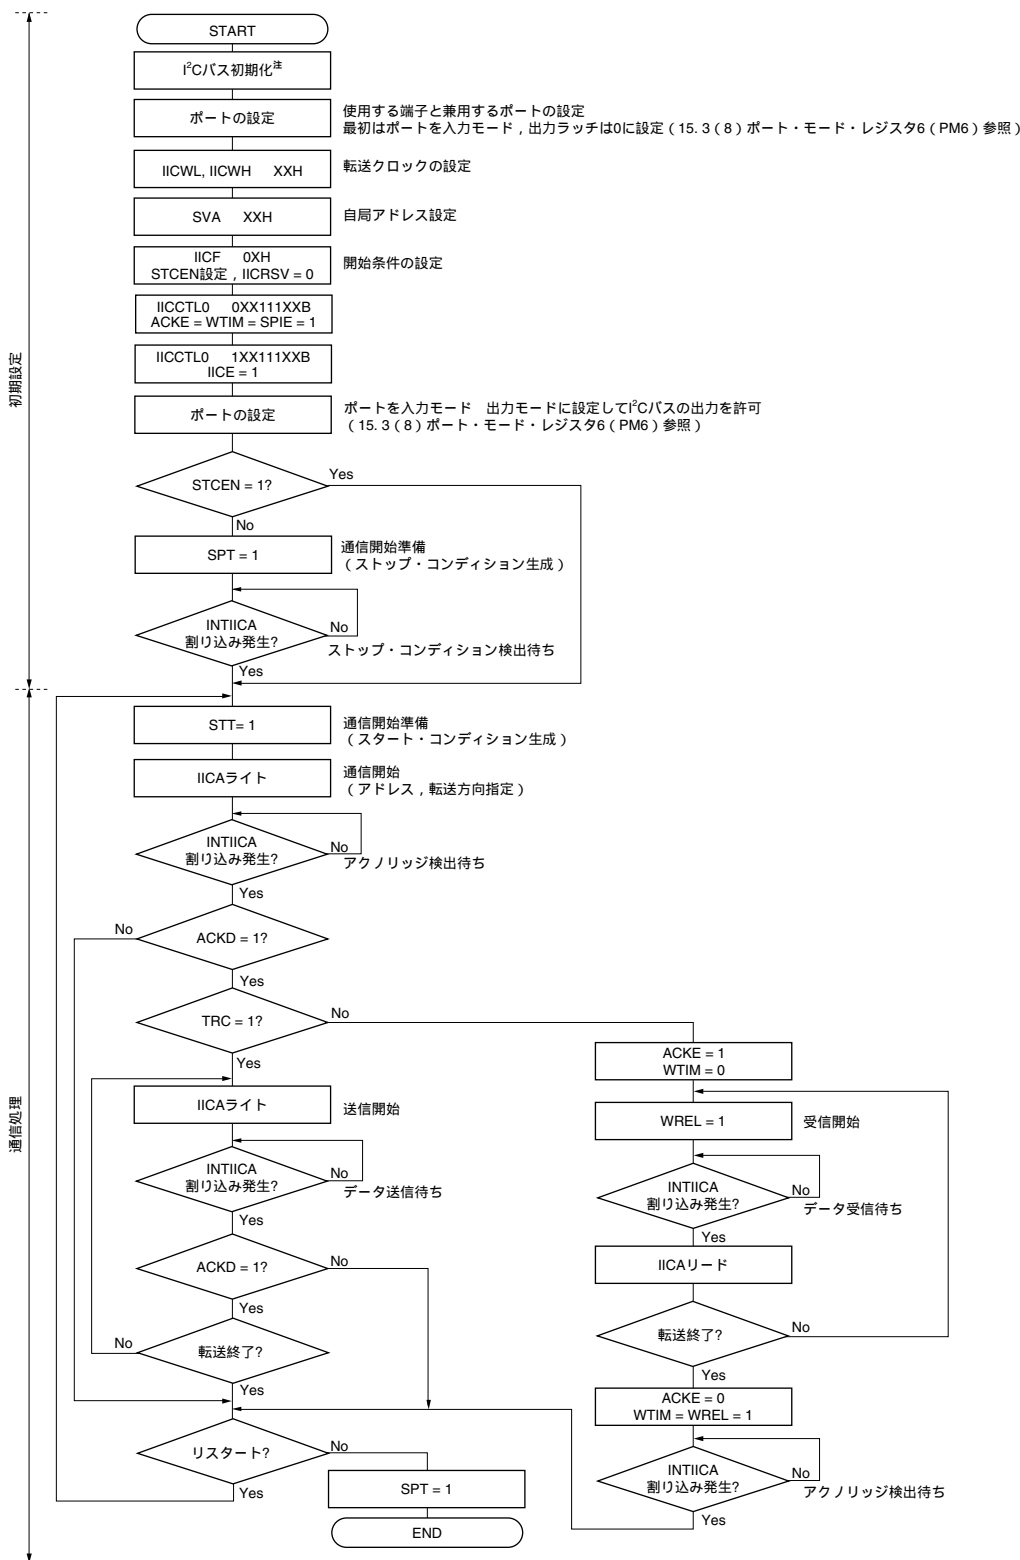 START
I²Cバス初期化注
ポートの設定
使用する端子と兼用するポートの設定
最初はポートを入力モード，出力ラッチは0に設定（15. 3（8）ポート・モード・レジスタ6（PM6）参照）
IICWL, IICWH XXH
転送クロックの設定
SVA XXH
自局アドレス設定
IICF 0XH
STCEN設定，IICRSV = 0
開始条件の設定
IICCTL0 0XX111XXB
ACKE = WTIM = SPIE = 1
IICCTL0 1XX111XXB
IICE = 1
初期設定
ポートの設定
ポートを入力モード 出力モードに設定してI²Cバスの出力を許可
（15. 3（8）ポート・モード・レジスタ6（PM6）参照）
STCEN = 1?
Yes
No
SPT = 1
通信開始準備
（ストップ・コンディション生成）
INTIICA
割り込み発生?
No
ストップ・コンディション検出待ち
Yes
STT= 1
通信開始準備
（スタート・コンディション生成）
IICAライト
通信開始
（アドレス，転送方向指定）
INTIICA
割り込み発生?
No
アクノリッジ検出待ち
Yes
ACKD = 1?
No
Yes
TRC = 1?
No
Yes
ACKE = 1
WTIM = 0
通信処理
IICAライト
送信開始
WREL = 1
受信開始
INTIICA
割り込み発生?
No
データ送信待ち
Yes
INTIICA
割り込み発生?
No
データ受信待ち
Yes
ACKD = 1?
No
Yes
IICAリード
転送終了?
No
Yes
転送終了?
No
Yes
ACKE = 0
WTIM = WREL = 1
リスタート?
No
Yes
INTIICA
割り込み発生?
No
アクノリッジ検出待ち
Yes
SPT = 1
END